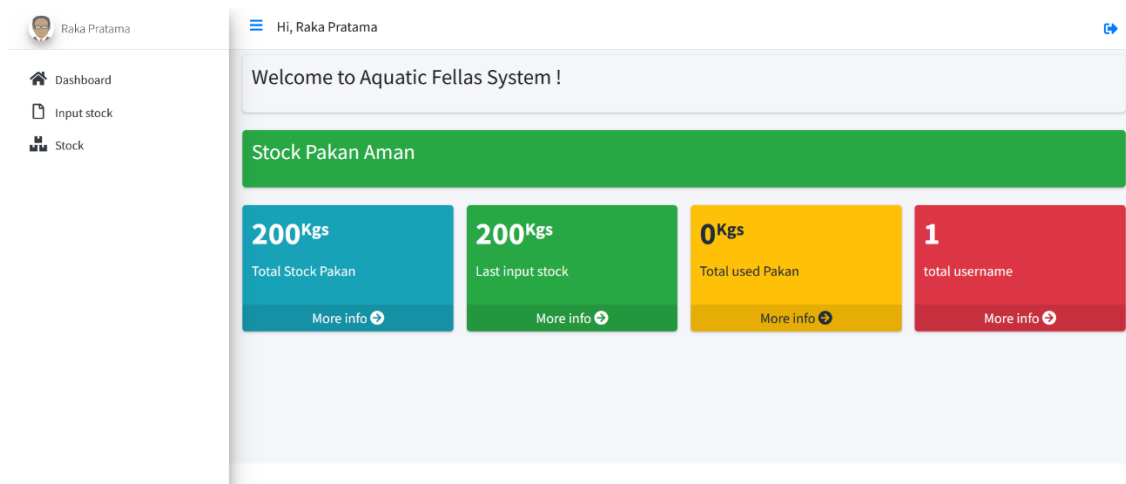 Raka Pratama
Hi, Raka Pratama
Dashboard
Input stock
Stock
Welcome to Aquatic Fellas System !
Stock Pakan Aman
200Kgs
Total Stock Pakan
More info
200Kgs
Last input stock
More info
0Kgs
Total used Pakan
More info
1
total username
More info